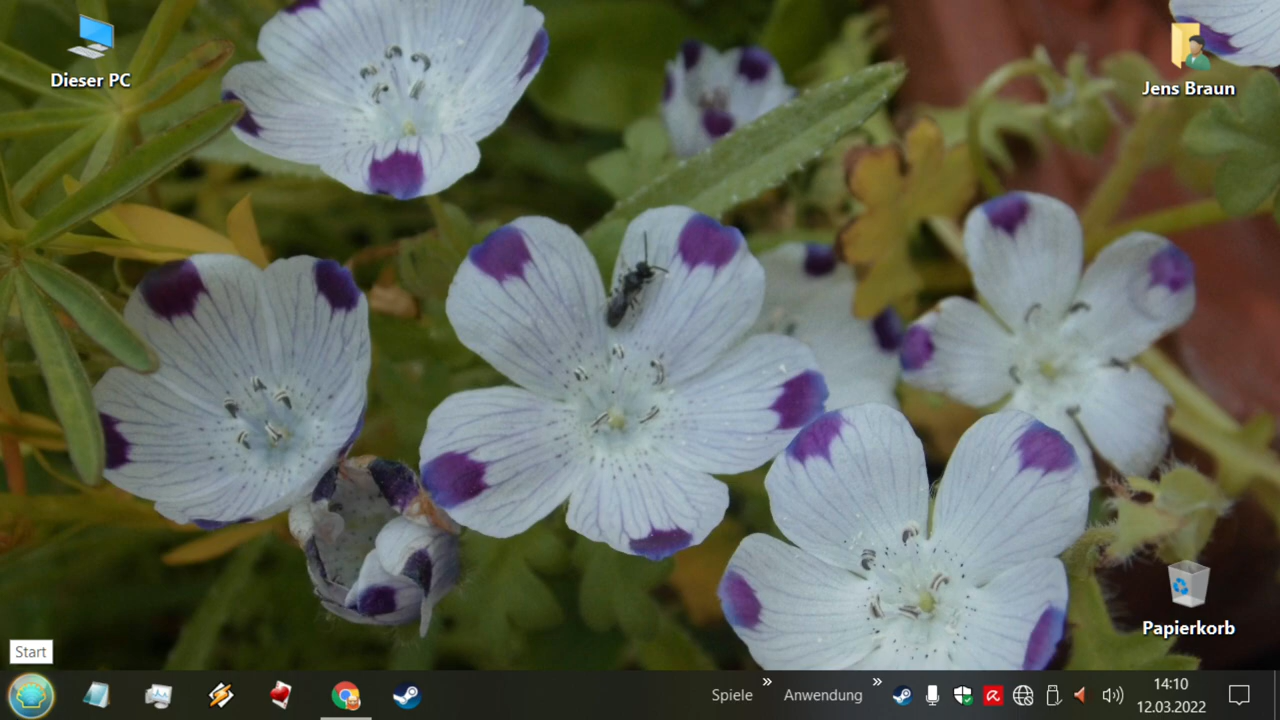 Dieser PC
Jens Braun
Papierkorb
Start
Spiele » Anwendung »
14:10
12.03.2022